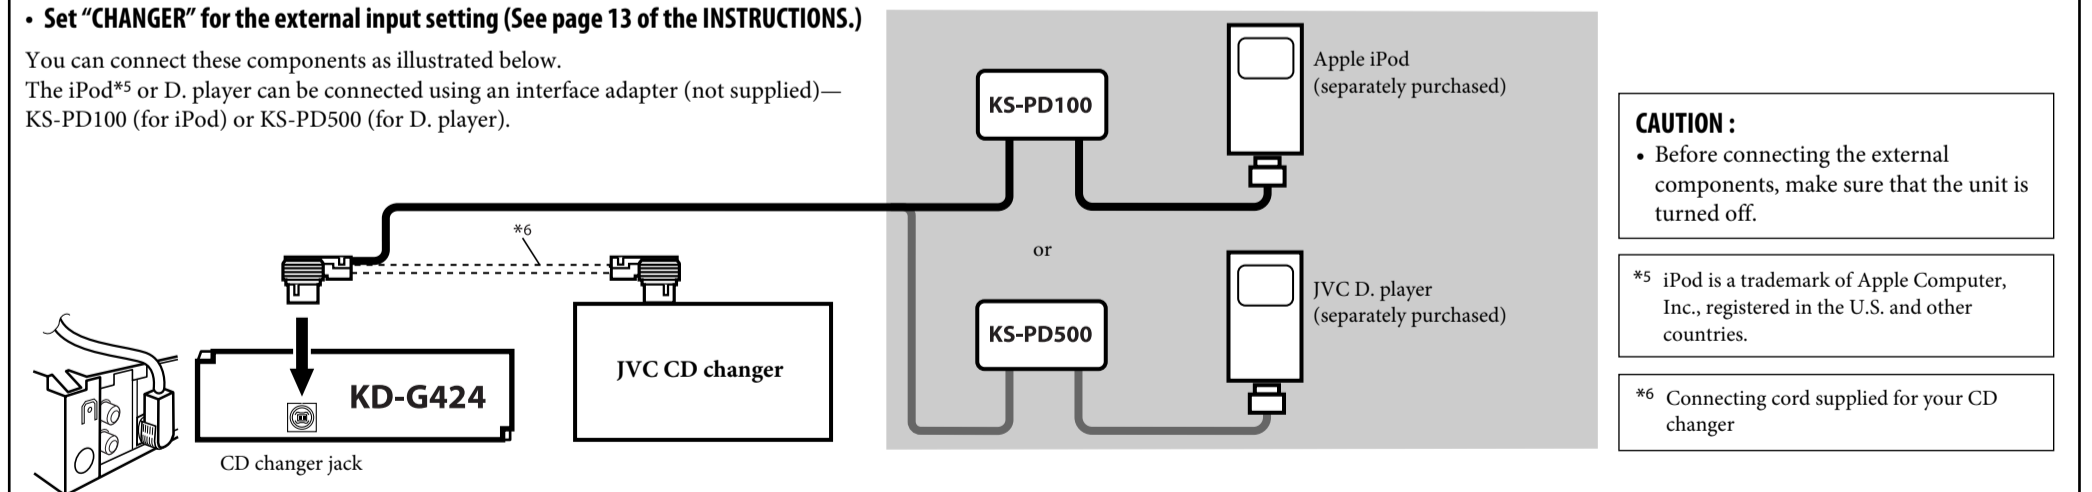 • Set “CHANGER” for the external input setting (See page 13 of the INSTRUCTIONS.)
You can connect these components as illustrated below.
The iPod*5 or D. player can be connected using an interface adapter (not supplied)—
KS-PD100 (for iPod) or KS-PD500 (for D. player).
*6
KD-G424
CD changer jack
JVC CD changer
KS-PD100
Apple iPod
(separately purchased)
or
KS-PD500
JVC D. player
(separately purchased)
CAUTION :
• Before connecting the external
components, make sure that the unit is
turned off.
*5 iPod is a trademark of Apple Computer,
Inc., registered in the U.S. and other
countries.
*6 Connecting cord supplied for your CD
changer